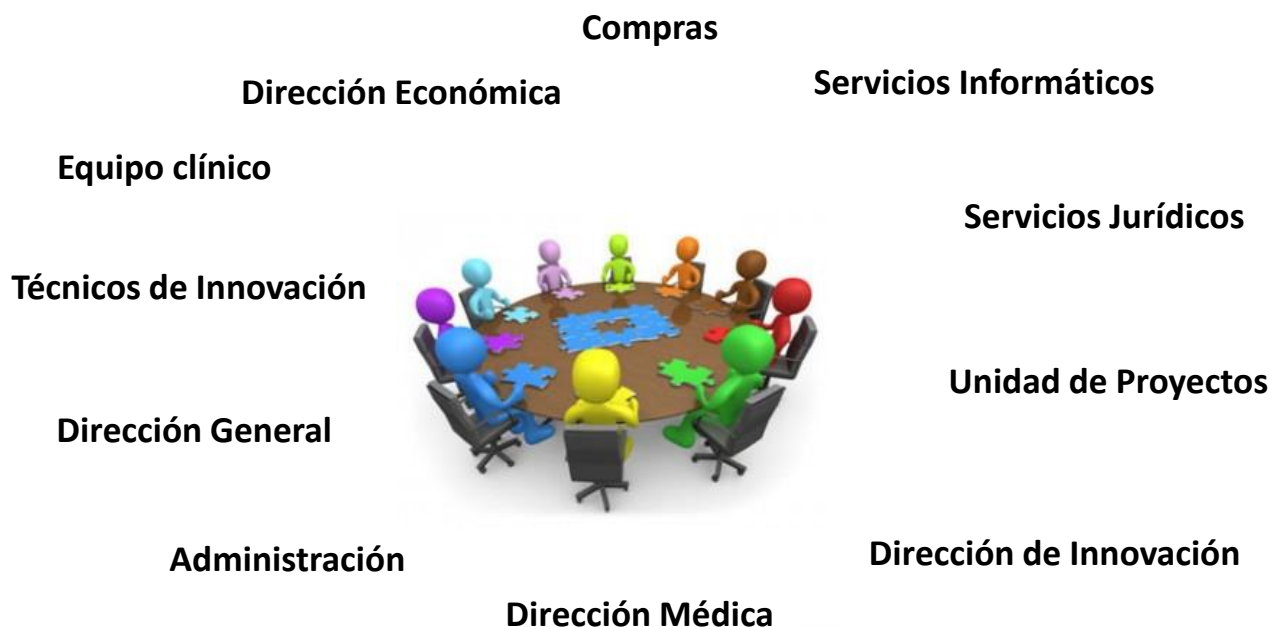 Compras
Servicios Informáticos
Dirección Económica
Equipo clínico
Servicios Jurídicos
Técnicos de Innovación
Unidad de Proyectos
Dirección General
Dirección de Innovación
Administración
Dirección Médica